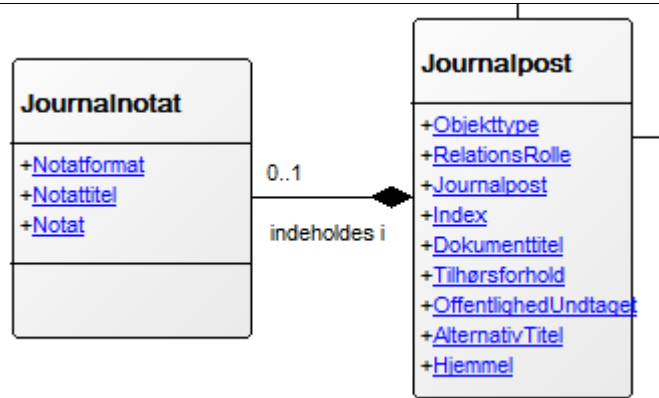 Journalnotat
+Notatformat
+Notattitel
+Notat
0..1
indeholdes i
Journalpost
+Objekttype
+RelationsRolle
+Journalpost
+Index
+Dokumenttitel
+Tilhørsforhold
+OffentlighedUndtaget
+AlternativTitel
+Hjemmel